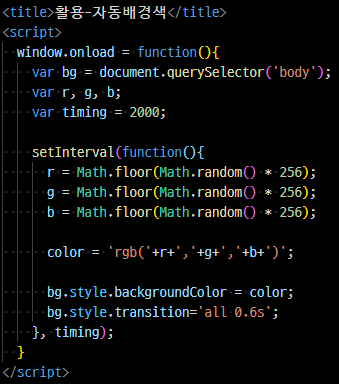 <title>활용-자동배경색</title>
<script>
window.onload = function(){
var bg = document.querySelector('body');
var r, g, b;
var timing = 2000;
setInterval(function(){
r = Math.floor(Math.random() * 256);
g = Math.floor(Math.random() * 256);
b = Math.floor(Math.random() * 256);
color = 'rgb('+r+','+g+','+b+')';
bg.style.backgroundColor = color;
bg.style.transition='all 0.6s';
}, timing);
}
</script>